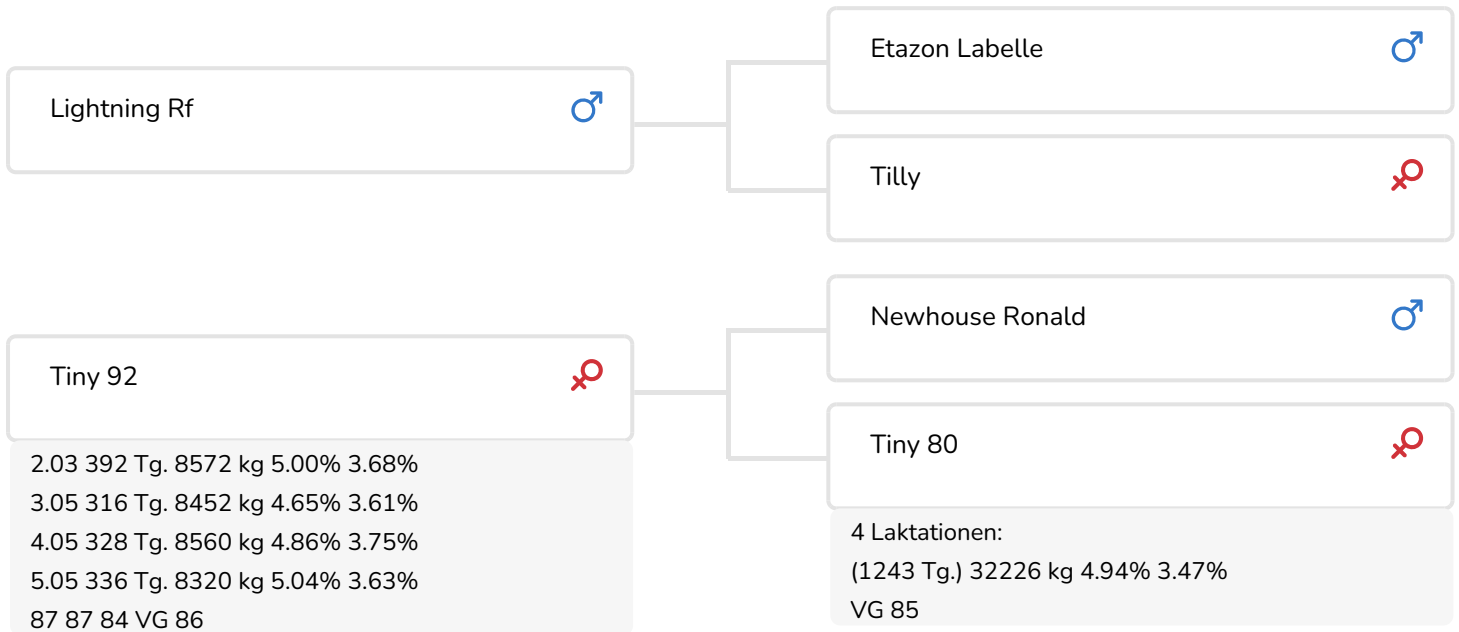 Lightning Rf
Etazon Labelle
Tilly
Tiny 92
2.03 392 Tg. 8572 kg 5.00% 3.68%
3.05 316 Tg. 8452 kg 4.65% 3.61%
4.05 328 Tg. 8560 kg 4.86% 3.75%
5.05 336 Tg. 8320 kg 5.04% 3.63%
87 87 84 VG 86
Newhouse Ronald
Tiny 80
4 Laktationen:
(1243 Tg.) 32226 kg 4.94% 3.47%
VG 85